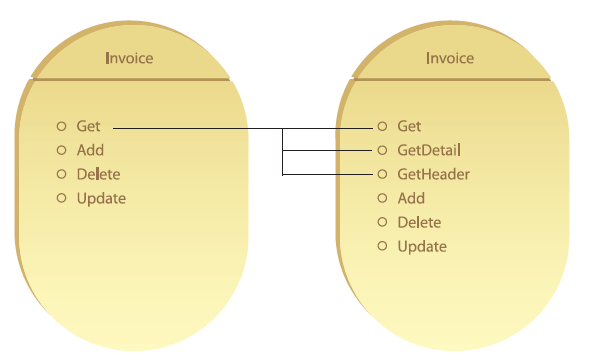 Invoice
Get
Add
Delete
Update
Invoice
Get
GetDetail
GetHeader
Add
Delete
Update